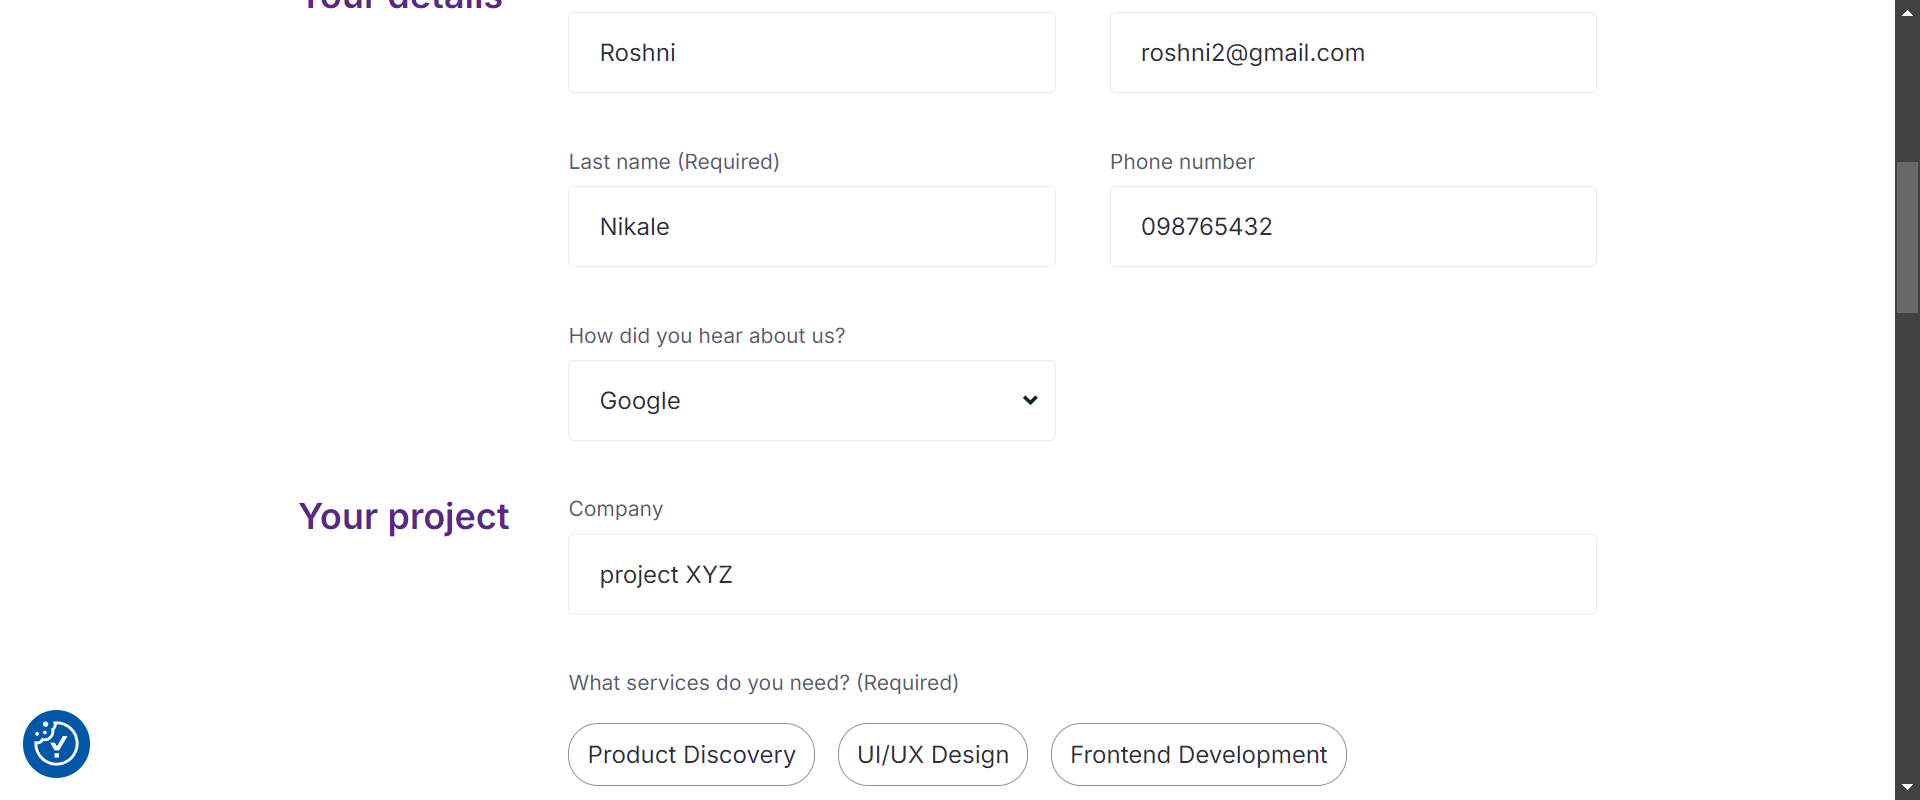 Your details
Roshni
roshni2@gmail.com
Last name (Required)
Phone number
Nikale
098765432
How did you hear about us?
Google
Your project
Company
project XYZ
What services do you need? (Required)
Product Discovery
UI/UX Design
Frontend Development